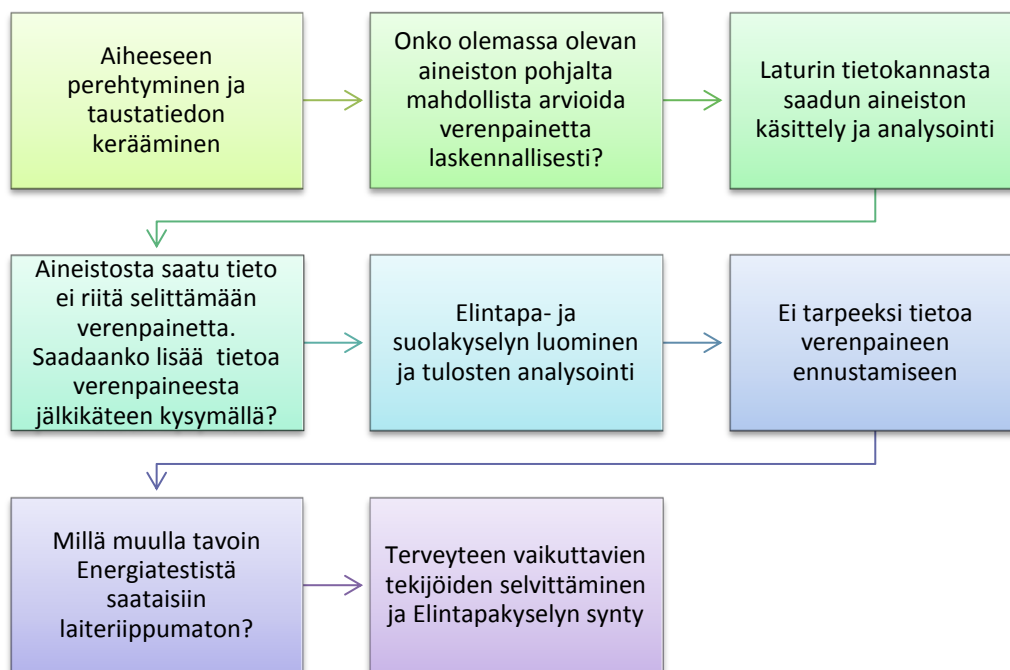 Aiheeseen
perehtyminen ja
taustatiedon
kerääminen
Onko olemassa olevan
aineiston pohjalta
mahdollista arvioida
verenpainetta
laskennallisesti?
Laturin tietokannasta
saadun aineiston
käsittely ja analysointi
Aineistosta saatu tieto
ei riitä selittämään
verenpainetta.
Saadaanko lisää tietoa
verenpaineesta
jälkikäteen kysymällä?
Elintapa- ja
suolakyselyn luominen
ja tulosten analysointi
Ei tarpeeksi tietoa
verenpaineen
ennustamiseen
Millä muulla tavoin
Energiatestistä
saataisiin
laiteriippumaton?
Terveyteen vaikuttavien
tekijöiden selvittäminen
ja Elintapakyselyn synty